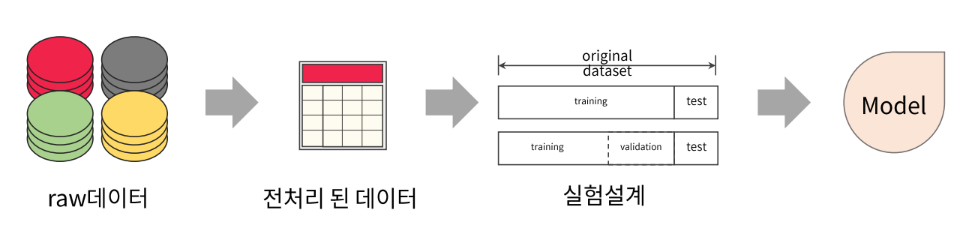 original
dataset
training
test
training
validation
test
Model
raw데이터
전처리 된 데이터
실험설계